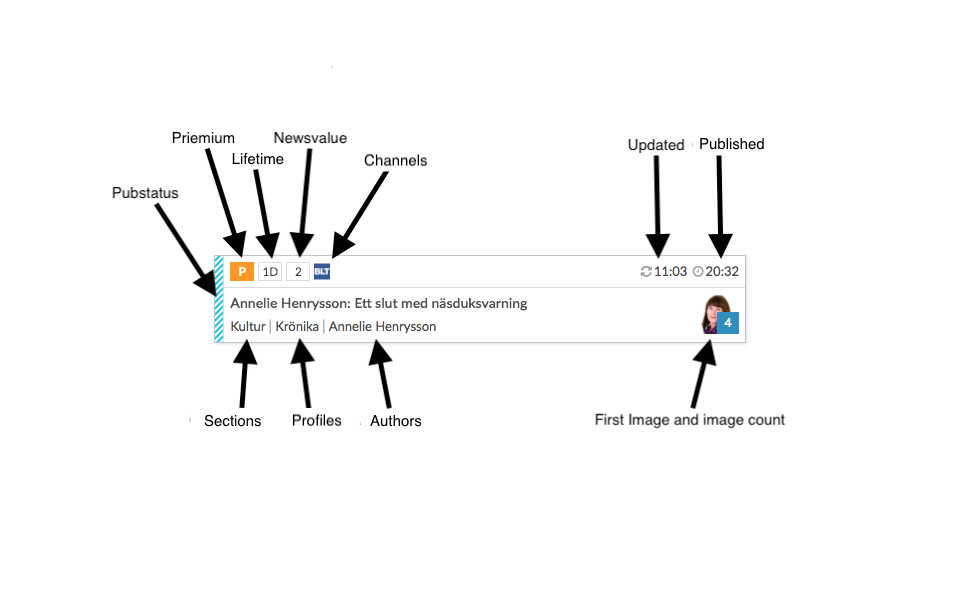 Priemium
Newsvalue
Lifetime
Channels
Updated
Published
Pubstatus
P 1D 2 BLT 11:03 20:32
Annelie Henrysson: Ett slut med näsduksvarning
Kultur | Krönika | Annelie Henrysson
4
Sections
Profiles
Authors
First Image and image count